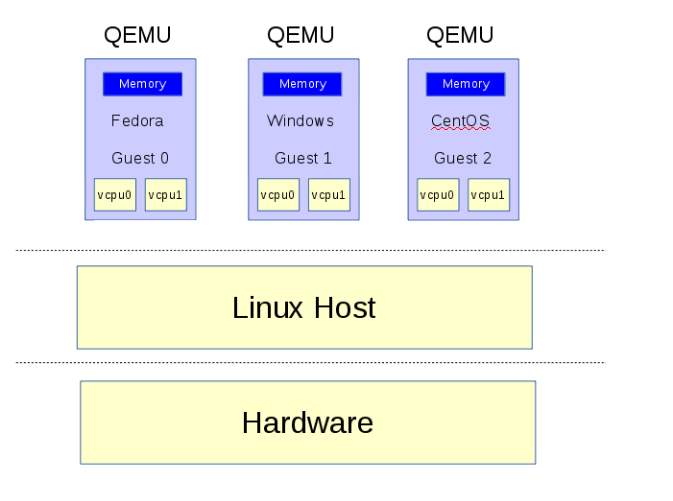 QEMU QEMU QEMU
Memory Memory Memory
Fedora Windows CentOS
Guest 0 Guest 1 Guest 2
vcpu0 vcpu1 vcpu0 vcpu1 vcpu0 vcpu1
Linux Host
Hardware